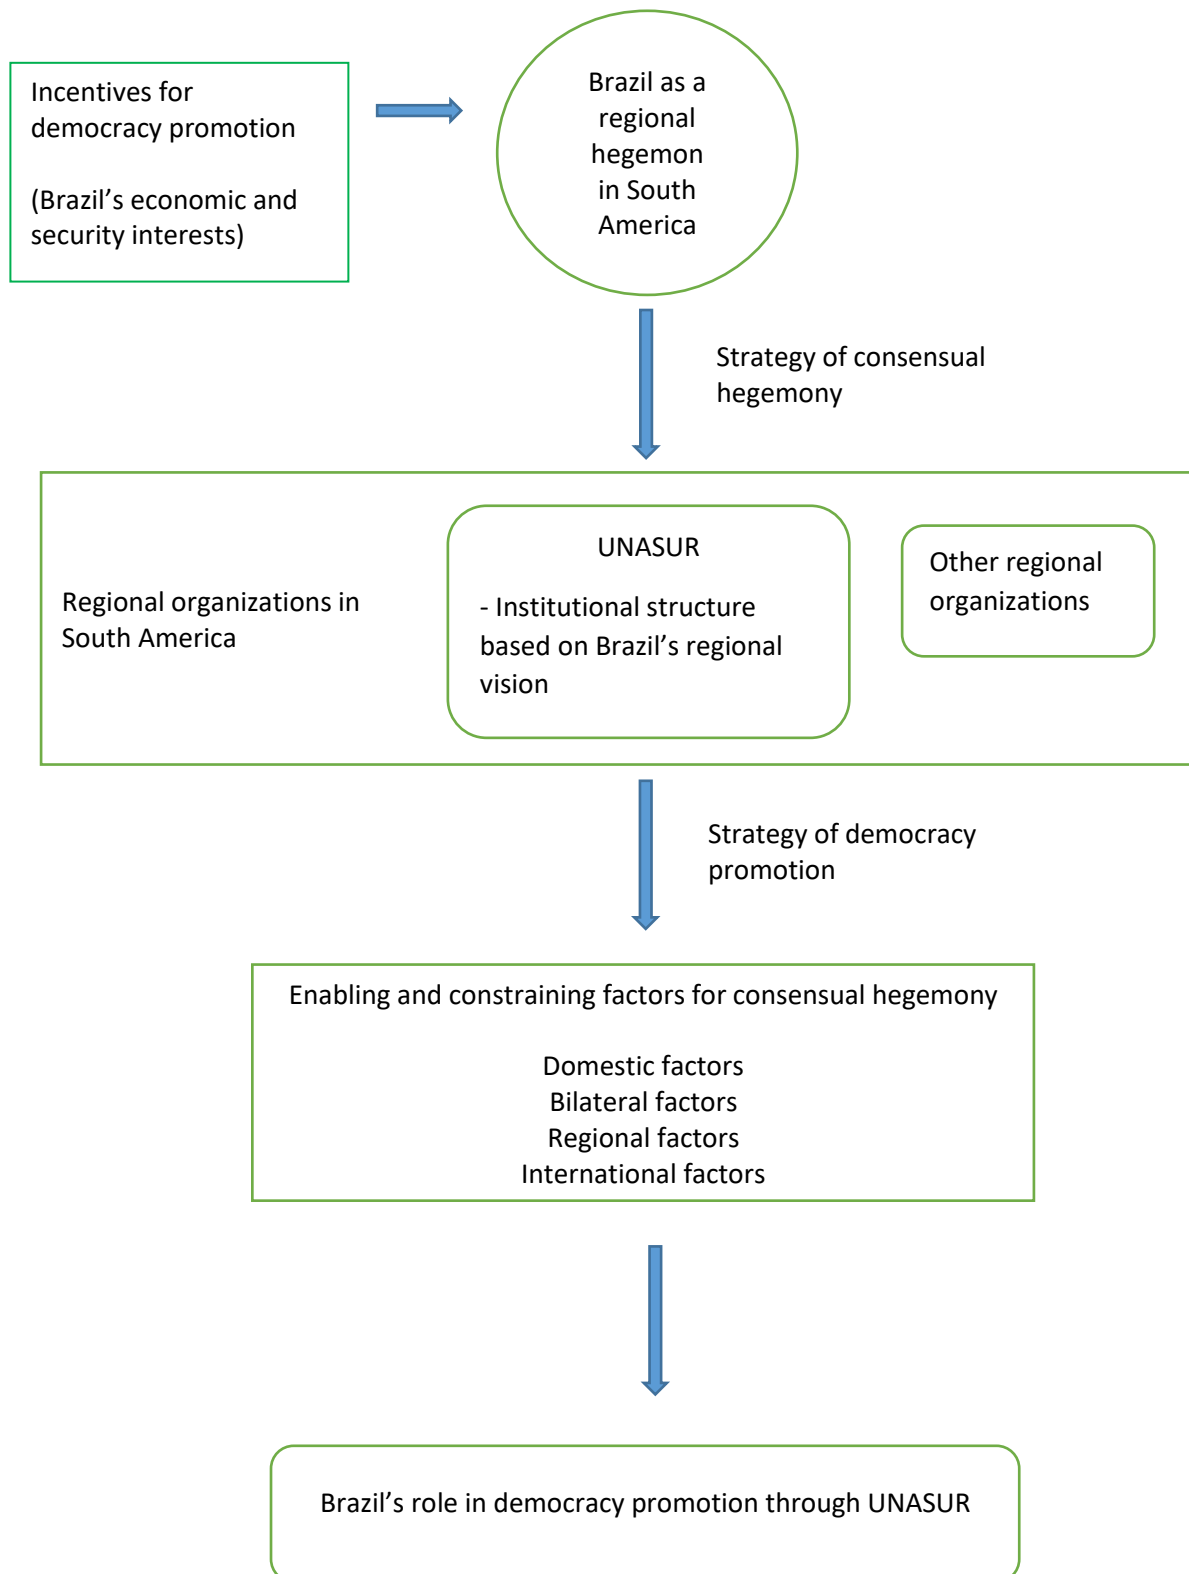 Incentives for
democracy promotion
(Brazil’s economic and
security interests)
Brazil as a
regional
hegemon
in South
America
Strategy of consensual
hegemony
Regional organizations in
South America
UNASUR
- Institutional structure
based on Brazil’s regional
vision
Other regional
organizations
Strategy of democracy
promotion
Enabling and constraining factors for consensual hegemony
Domestic factors
Bilateral factors
Regional factors
International factors
Brazil’s role in democracy promotion through UNASUR